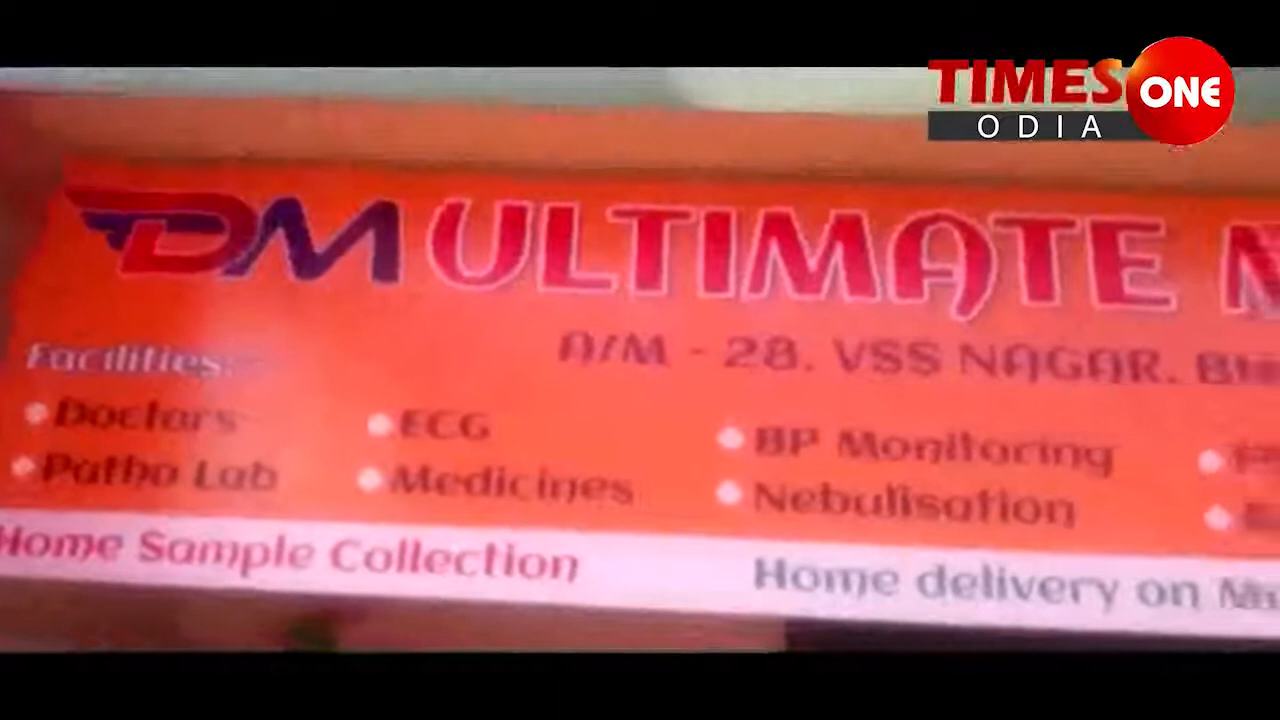 TIMES ONE
ODIA
DM ULTIMATE
A/M - 28, VSS NAGAR,
Facilities:-
Doctors
ECG
BP Monitoring
Patho Lab
Medicines
Nebulisation
Home Sample Collection
Home delivery on